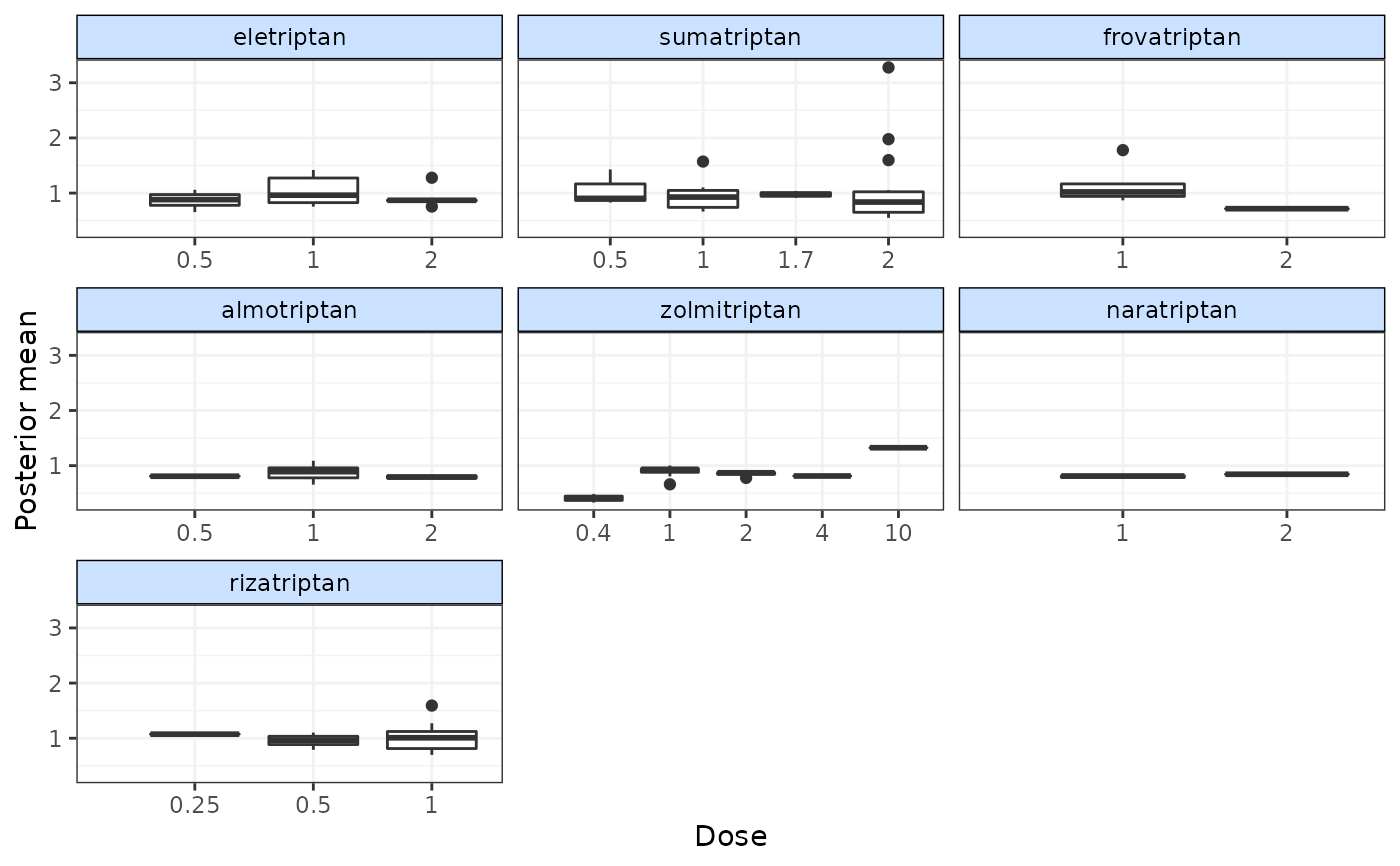 eletriptan sumatriptan frovatriptan
3
2
1
0.5 1 2 0.5 1 1.7 2 1 2
almotriptan zolmitriptan naratriptan
3
2
1
0.5 1 2 0.4 1 2 4 10 1 2
rizatriptan
3
2
1
0.25 0.5 1
Posterior mean
Dose